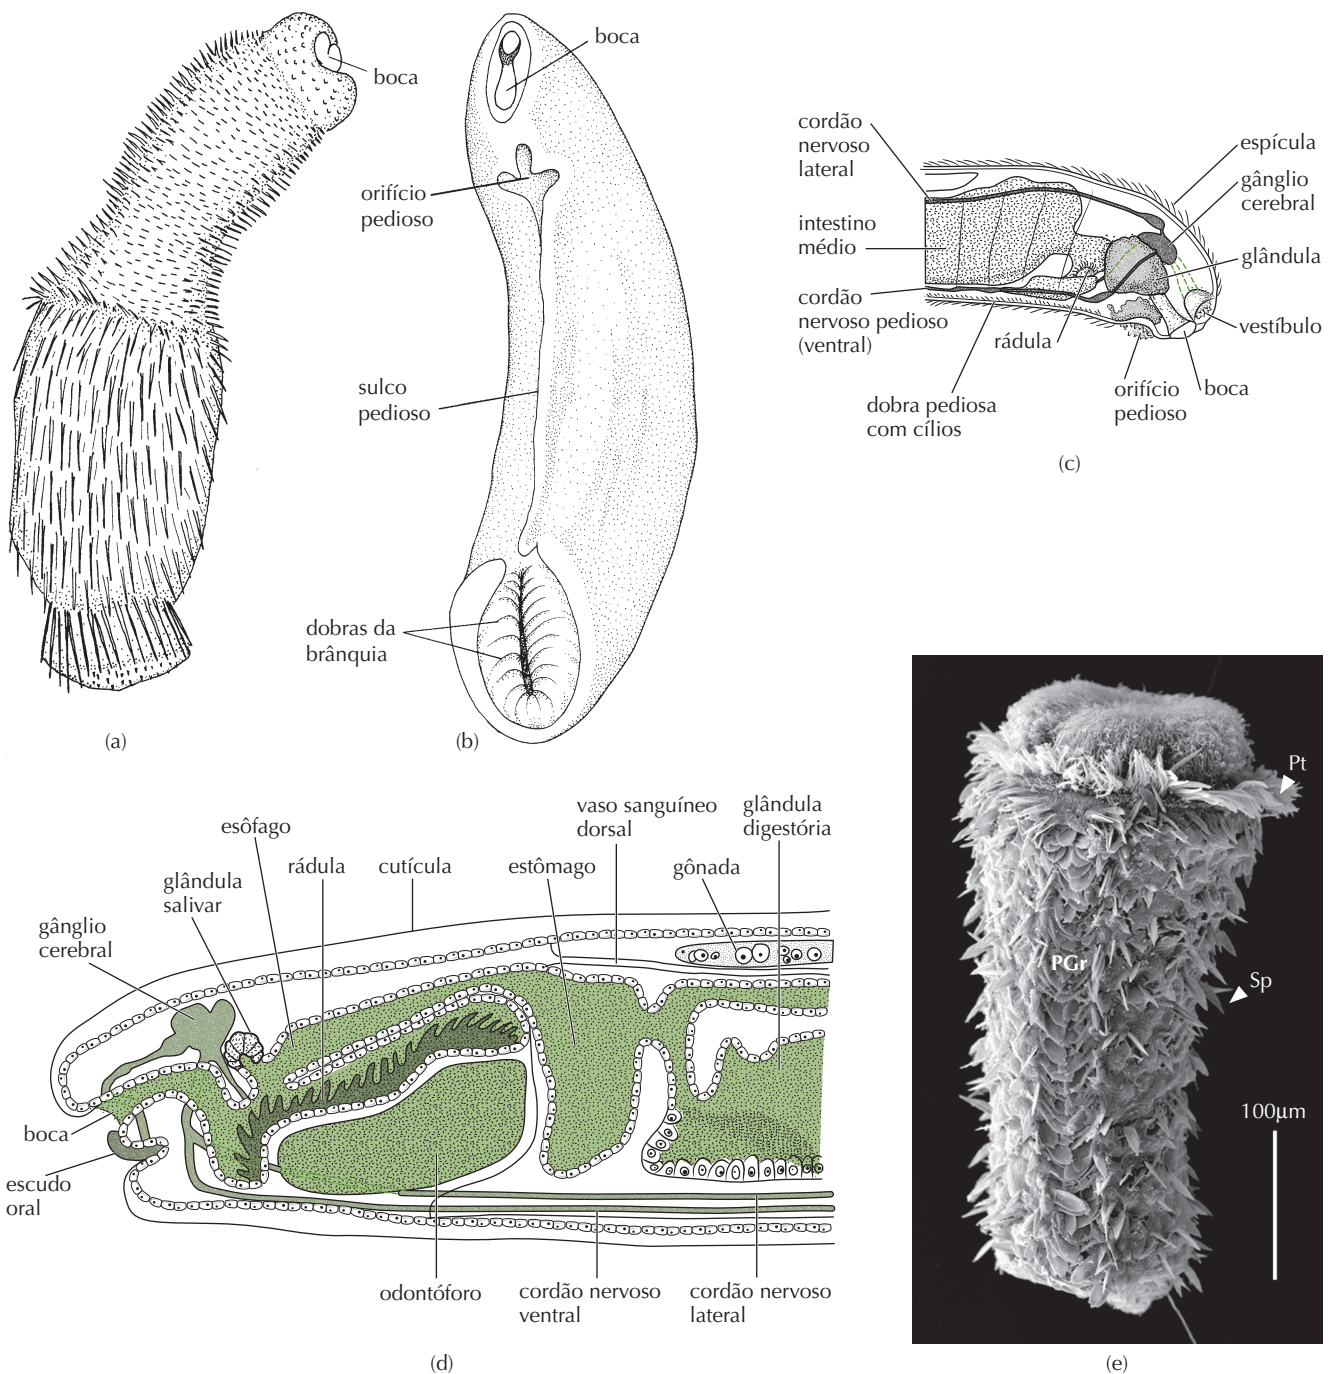 boca
(a)
boca
orifício
pedioso
sulco
pedioso
dobras da
brânquia
(b)
cordão
nervoso
lateral
intestino
médio
cordão
nervoso pedioso
(ventral)
dobra pediosa
com cílios
rádula
orifício
pedioso
boca
vestíbulo
glândula
gânglio
cerebral
espícula
(c)
esôfago
glândula
salivar
gânglio
cerebral
rádula
cutícula
estômago
vaso sanguíneo
dorsal
gônada
glândula
digestória
boca
escudo
oral
odontóforo
cordão nervoso
ventral
cordão nervoso
lateral
(d)
Pt
PGr
Sp
100μm
(e)